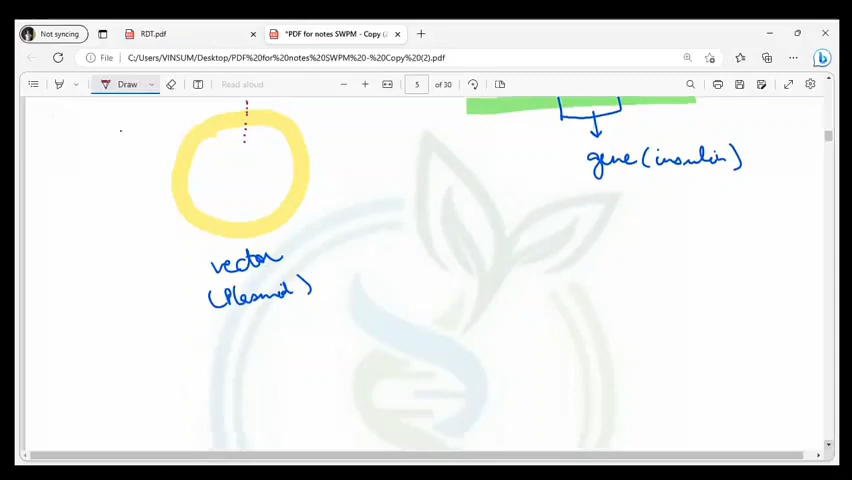 Not syncing
RDT.pdf
*PDF for notes SWPM - Copy (2
File
C:/Users/VINSUM/Desktop/PDF%20for%20notes%20SWPM%20-%20Copy%20(2).pdf
Draw
Read aloud
5 of 30
gene (insulin)
vector
(Plasmid)